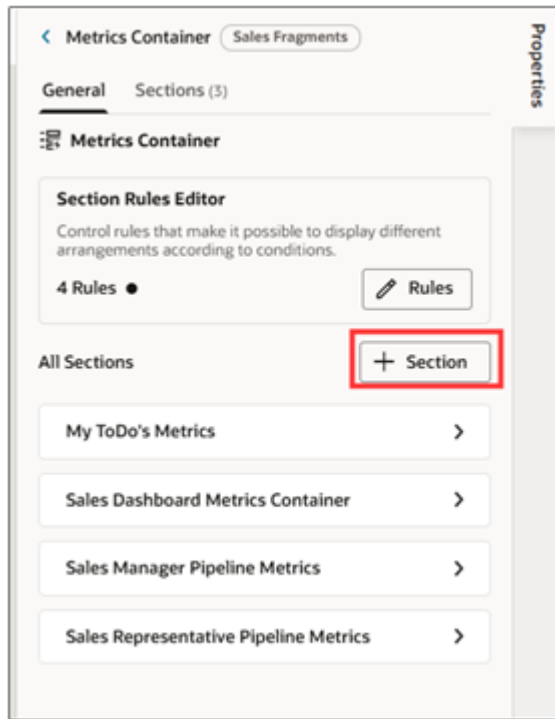 Metrics Container Sales Fragments
Properties
General Sections (3)
Metrics Container
Section Rules Editor
Control rules that make it possible to display different
arrangements according to conditions.
4 Rules Rules
All Sections + Section
My ToDo's Metrics
Sales Dashboard Metrics Container
Sales Manager Pipeline Metrics
Sales Representative Pipeline Metrics